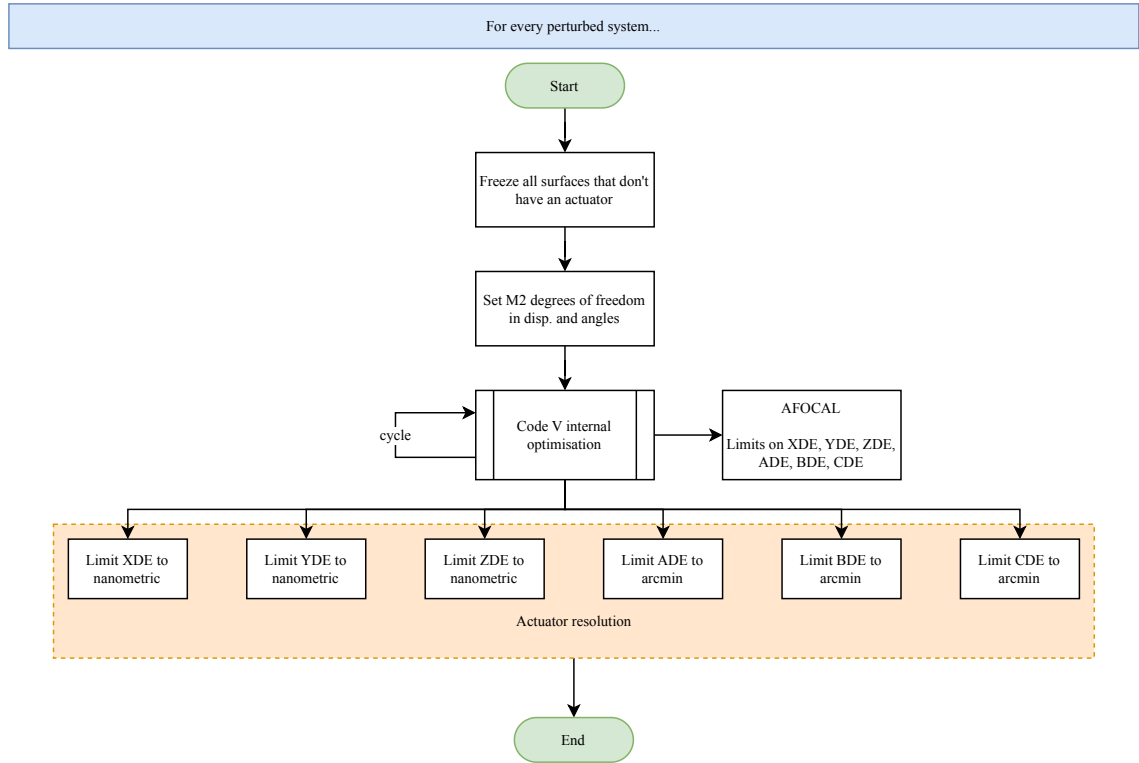 For every perturbed system...
Start
Freeze all surfaces that don't
have an actuator
Set M2 degrees of freedom
in disp. and angles
cycle
Code V internal
optimisation
AFOCAL
Limits on XDE, YDE, ZDE,
ADE, BDE, CDE
Limit XDE to
nanometric
Limit YDE to
nanometric
Limit ZDE to
nanometric
Limit ADE to
arcmin
Limit BDE to
arcmin
Limit CDE to
arcmin
Actuator resolution
End